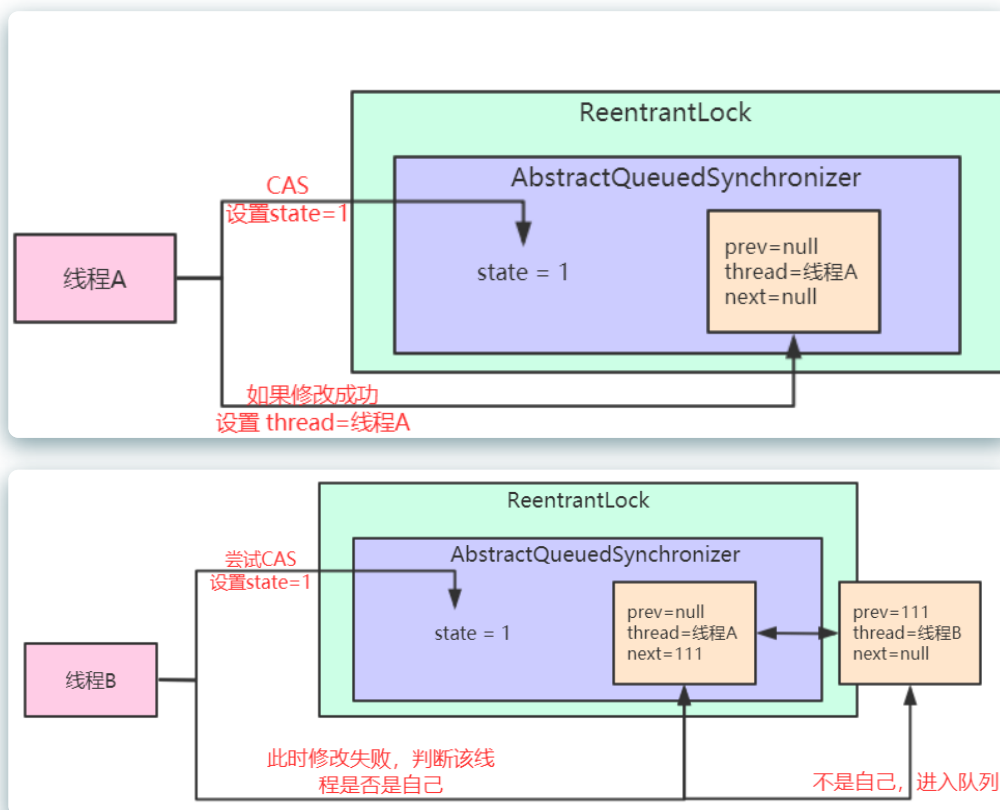 ReentrantLock
AbstractQueuedSynchronizer
CAS
设置state=1
线程A
state = 1
prev=null
thread=线程A
next=null
如果修改成功
设置 thread=线程A
ReentrantLock
AbstractQueuedSynchronizer
尝试CAS
设置state=1
线程B
state = 1
prev=null
thread=线程A
next=111
prev=111
thread=线程B
next=null
此时修改失败，判断该线
程是否是自己
不是自己，进入队列